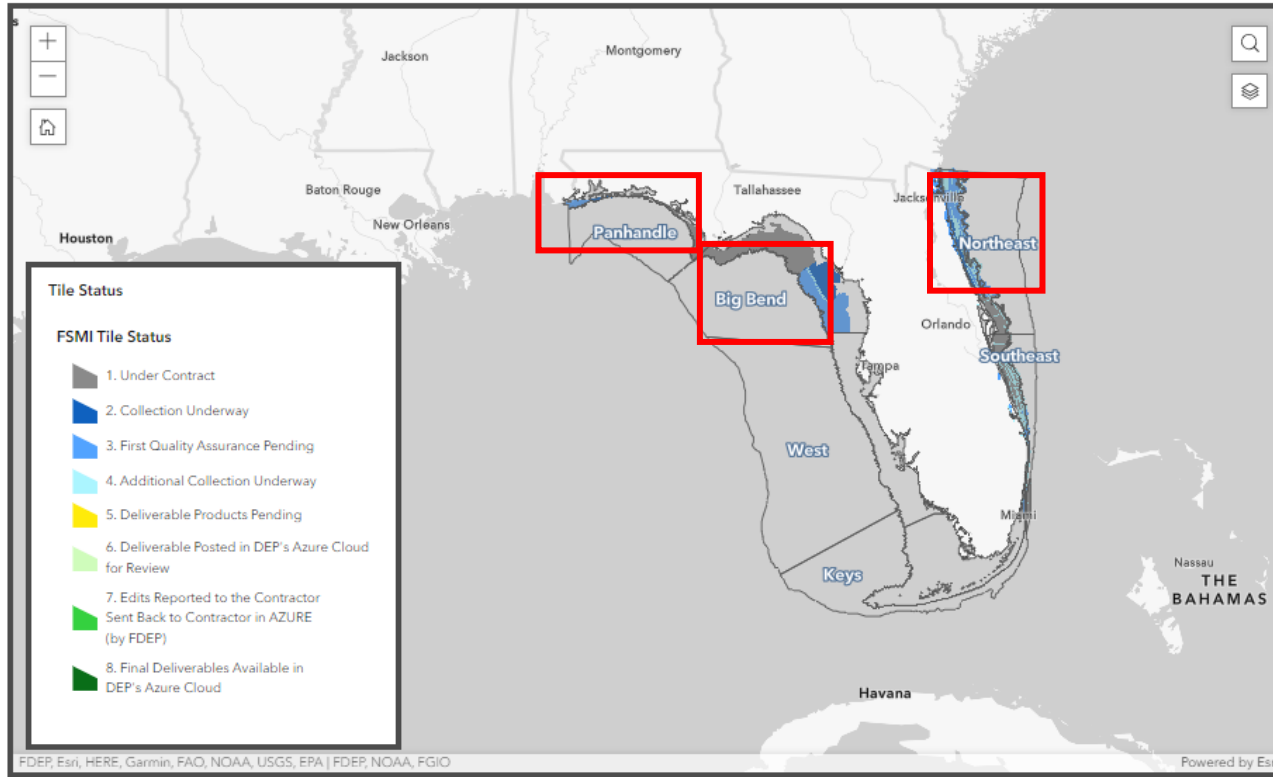 s
Jackson
Montgomery
Baton Rouge
Tallahassee
Jacksonville
New Orleans
Panhandle
Houston
Northeast
Big Bend
Orlando
Southeast
Tampa
West
Miami
Keys
Nassau
THE
BAHAMAS
Havana
Tile Status
FSMI Tile Status
1. Under Contract
2. Collection Underway
3. First Quality Assurance Pending
4. Additional Collection Underway
5. Deliverable Products Pending
6. Deliverable Posted in DEP's Azure Cloud
for Review
7. Edits Reported to the Contractor
Sent Back to Contractor in AZURE
(by FDEP)
8. Final Deliverables Available in
DEP's Azure Cloud
FDEP, Esri, HERE, Garmin, FAO, NOAA, USGS, EPA | FDEP, NOAA, FGIO
Powered by Esri